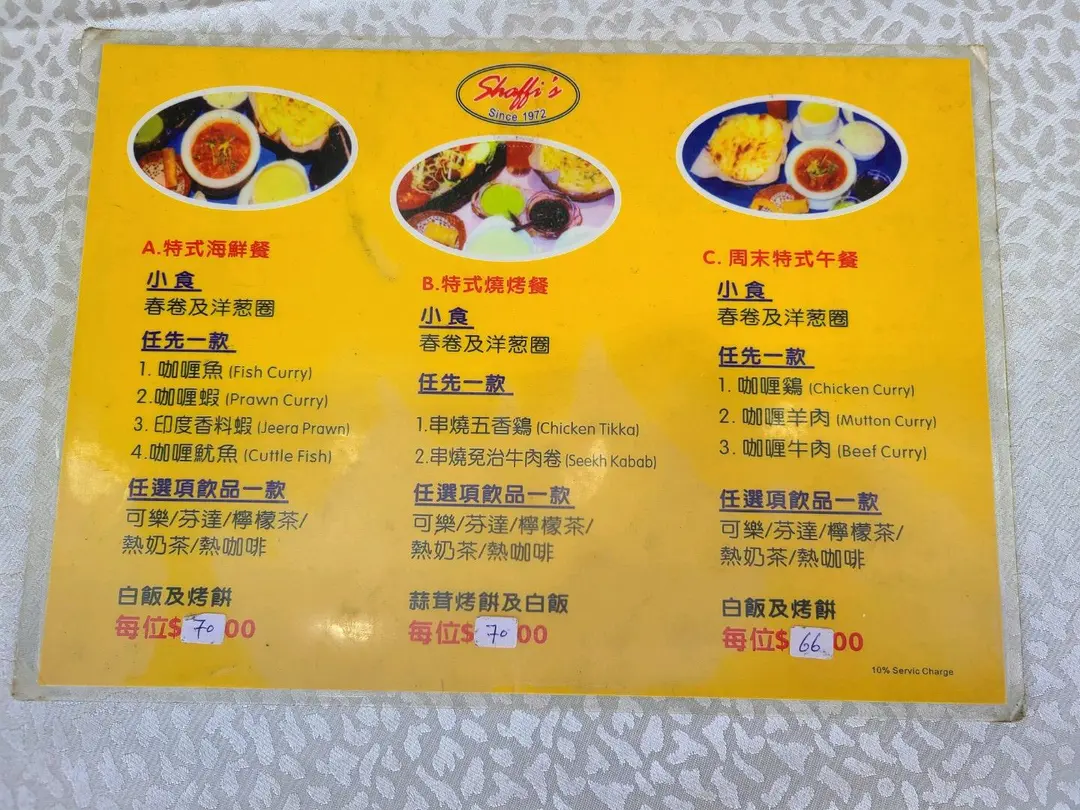 Shaffi's
Since 1972
A.特式海鮮餐
小食
春卷及洋葱圈
任先一款
1. 咖喱魚 (Fish Curry)
2.咖喱蝦 (Prawn Curry)
3. 印度香料蝦 (Jeera Prawn)
4.咖喱魷魚 (Cuttle Fish)
任選項飲品一款
可樂/芬達/檸檬茶/
熱奶茶/熱咖啡
白飯及烤餅
每位$70.00
B.特式燒烤餐
小食
春卷及洋葱圈
任先一款
1.串燒五香鷄 (Chicken Tikka)
2.串燒免治牛肉卷 (Seekh Kabab)
任選項飲品一款
可樂/芬達/檸檬茶/
熱奶茶/熱咖啡
蒜茸烤餅及白飯
每位$70.00
C. 周末特式午餐
小食
春卷及洋葱圈
任先一款
1. 咖喱鷄 (Chicken Curry)
2. 咖喱羊肉 (Mutton Curry)
3. 咖喱牛肉 (Beef Curry)
任選項飲品一款
可樂/芬達/檸檬茶/
熱奶茶/熱咖啡
白飯及烤餅
每位$66.00
10% Servic Charge